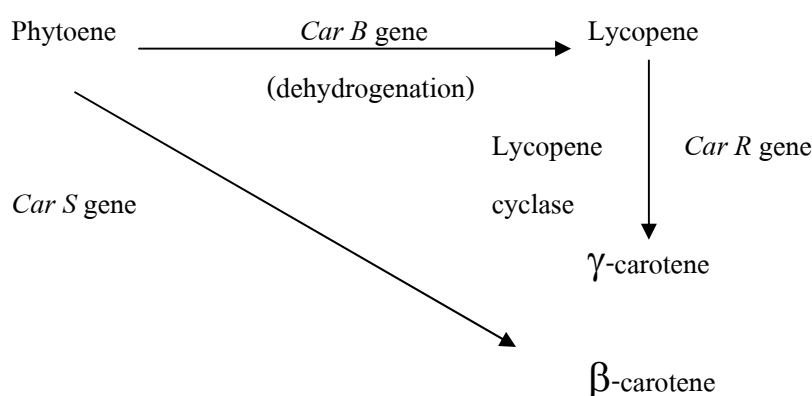 Phytoene Car B gene Lycopene
(dehydrogenation)
Lycopene Car R gene
Car S gene cyclase
γ-carotene
β-carotene